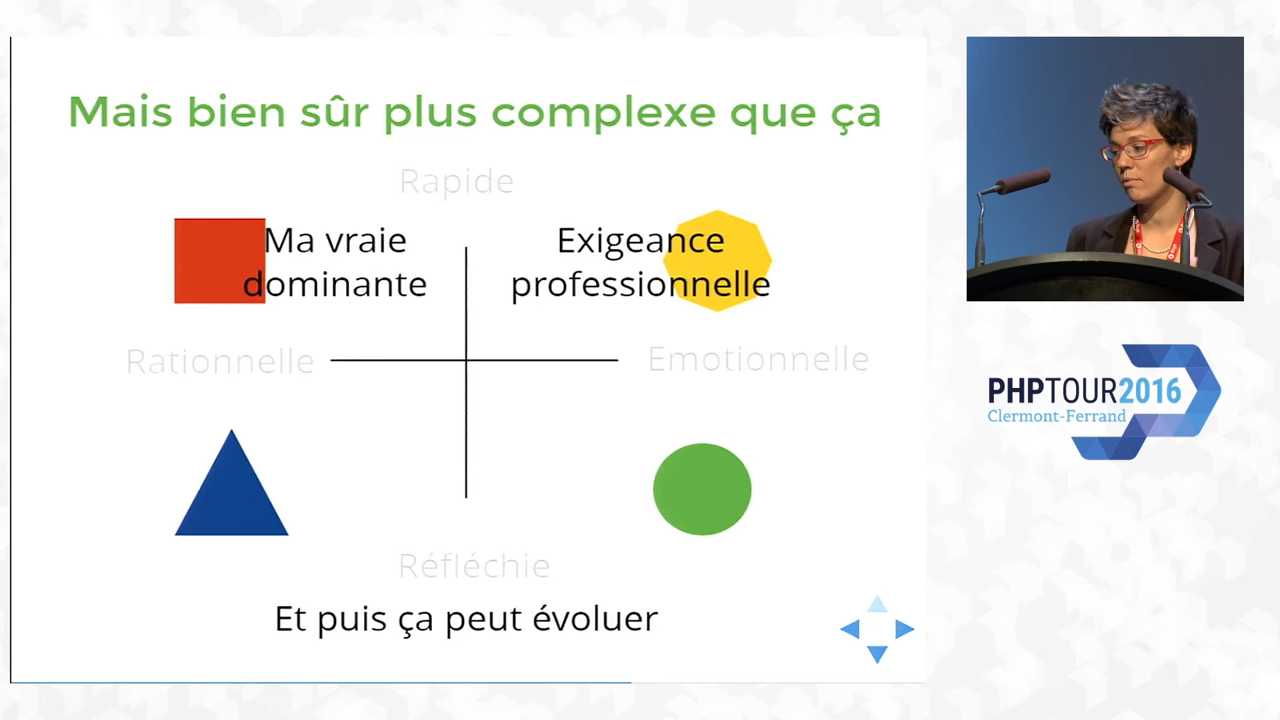 Mais bien sûr plus complexe que ça
Rapide
Ma vraie
dominante
Exigeance
professionnelle
Rationnelle
Emotionnelle
Réfléchie
Et puis ça peut évoluer
PHPTOUR2016
Clermont-Ferrand